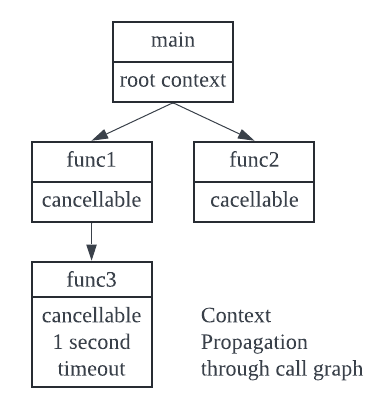 main
root context
func1
cancellable
func2
cacellable
func3
cancellable
1 second
timeout
Context
Propagation
through call graph